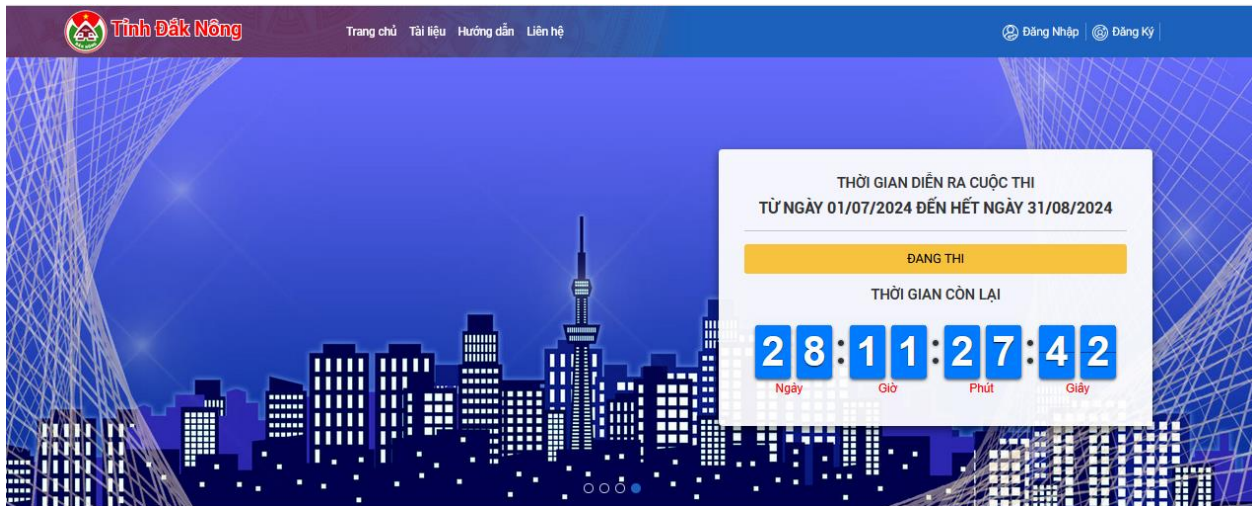 Tỉnh Đắk Nông
Trang chủ Tài liệu Hướng dẫn Liên hệ
Đăng Nhập Đăng Ký
THỜI GIAN DIỄN RA CUỘC THI
TỪ NGÀY 01/07/2024 ĐẾN HẾT NGÀY 31/08/2024
ĐANG THI
THỜI GIAN CÒN LẠI
28:11:27:42
Ngày Giờ Phút Giây